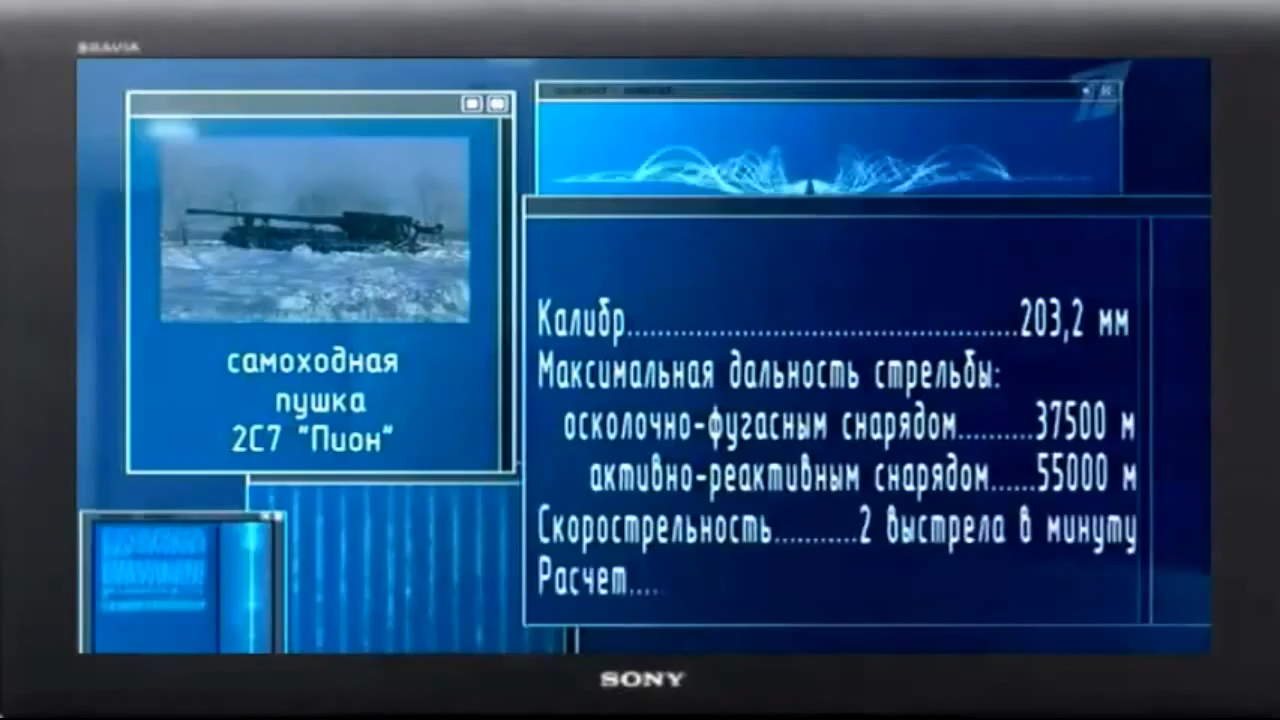 BRAVIA
самоходная
пушка
2С7 "Пион"
Калибр........................................203,2 мм
Максимальная дальность стрельбы:
осколочно-фугасным снарядом..........37500 м
активно-реактивным снарядом......55000 м
Скорострельность...........2 выстрела в минуту
Расчет....
SONY